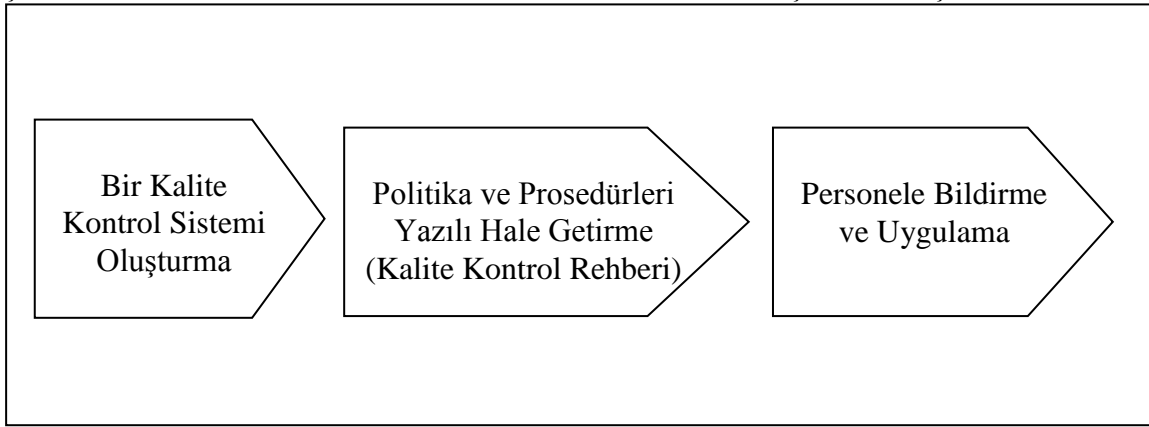 Bir Kalite
Kontrol Sistemi
Oluşturma
Politika ve Prosedürleri
Yazılı Hale Getirme
(Kalite Kontrol Rehberi)
Personele Bildirme
ve Uygulama